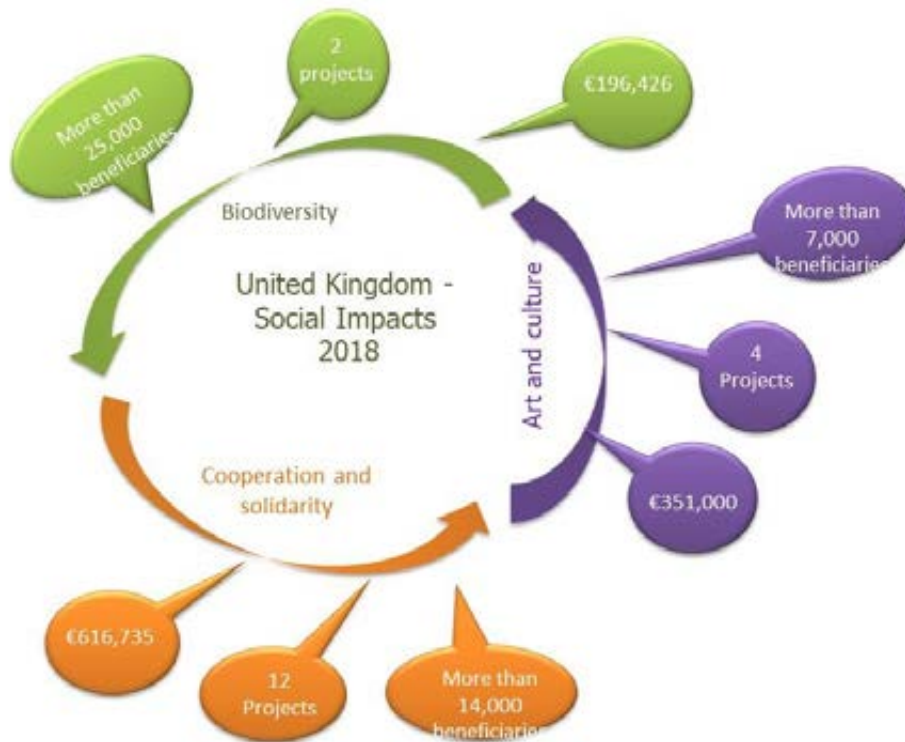 2
projects
€196,426
More than
25,000
beneficiaries
Biodiversity
More than
7,000
beneficiaries
United Kingdom -
Social Impacts
2018
Art and culture
4
Projects
Cooperation and
solidarity
€351,000
€616,735
12
Projects
More than
14,000
beneficiaries